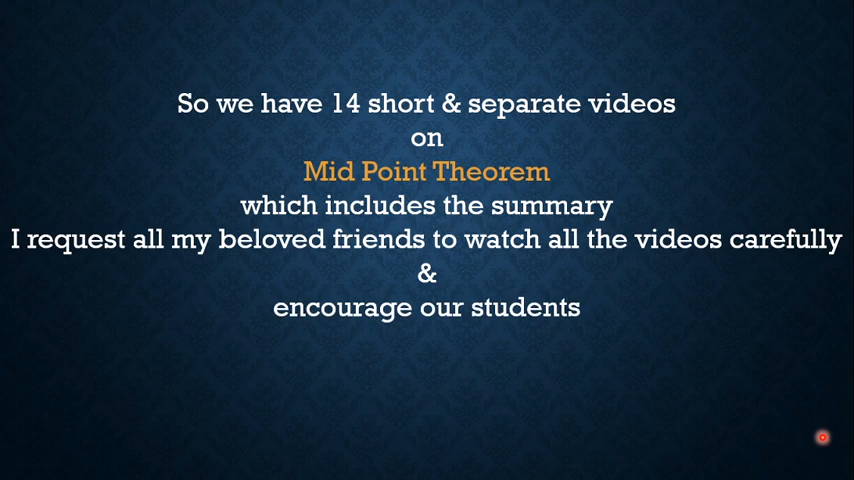 So we have 14 short & separate videos
on
Mid Point Theorem
which includes the summary
I request all my beloved friends to watch all the videos carefully
&
encourage our students